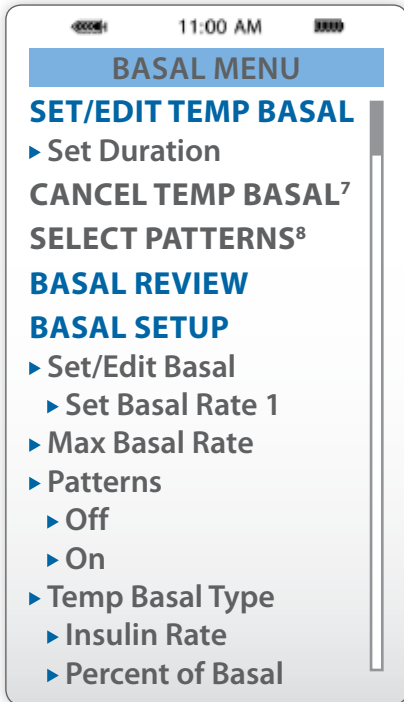 11:00 AM
BASAL MENU
SET/EDIT TEMP BASAL
Set Duration
CANCEL TEMP BASAL⁷
SELECT PATTERNS⁸
BASAL REVIEW
BASAL SETUP
Set/Edit Basal
Set Basal Rate 1
Max Basal Rate
Patterns
Off
On
Temp Basal Type
Insulin Rate
Percent of Basal